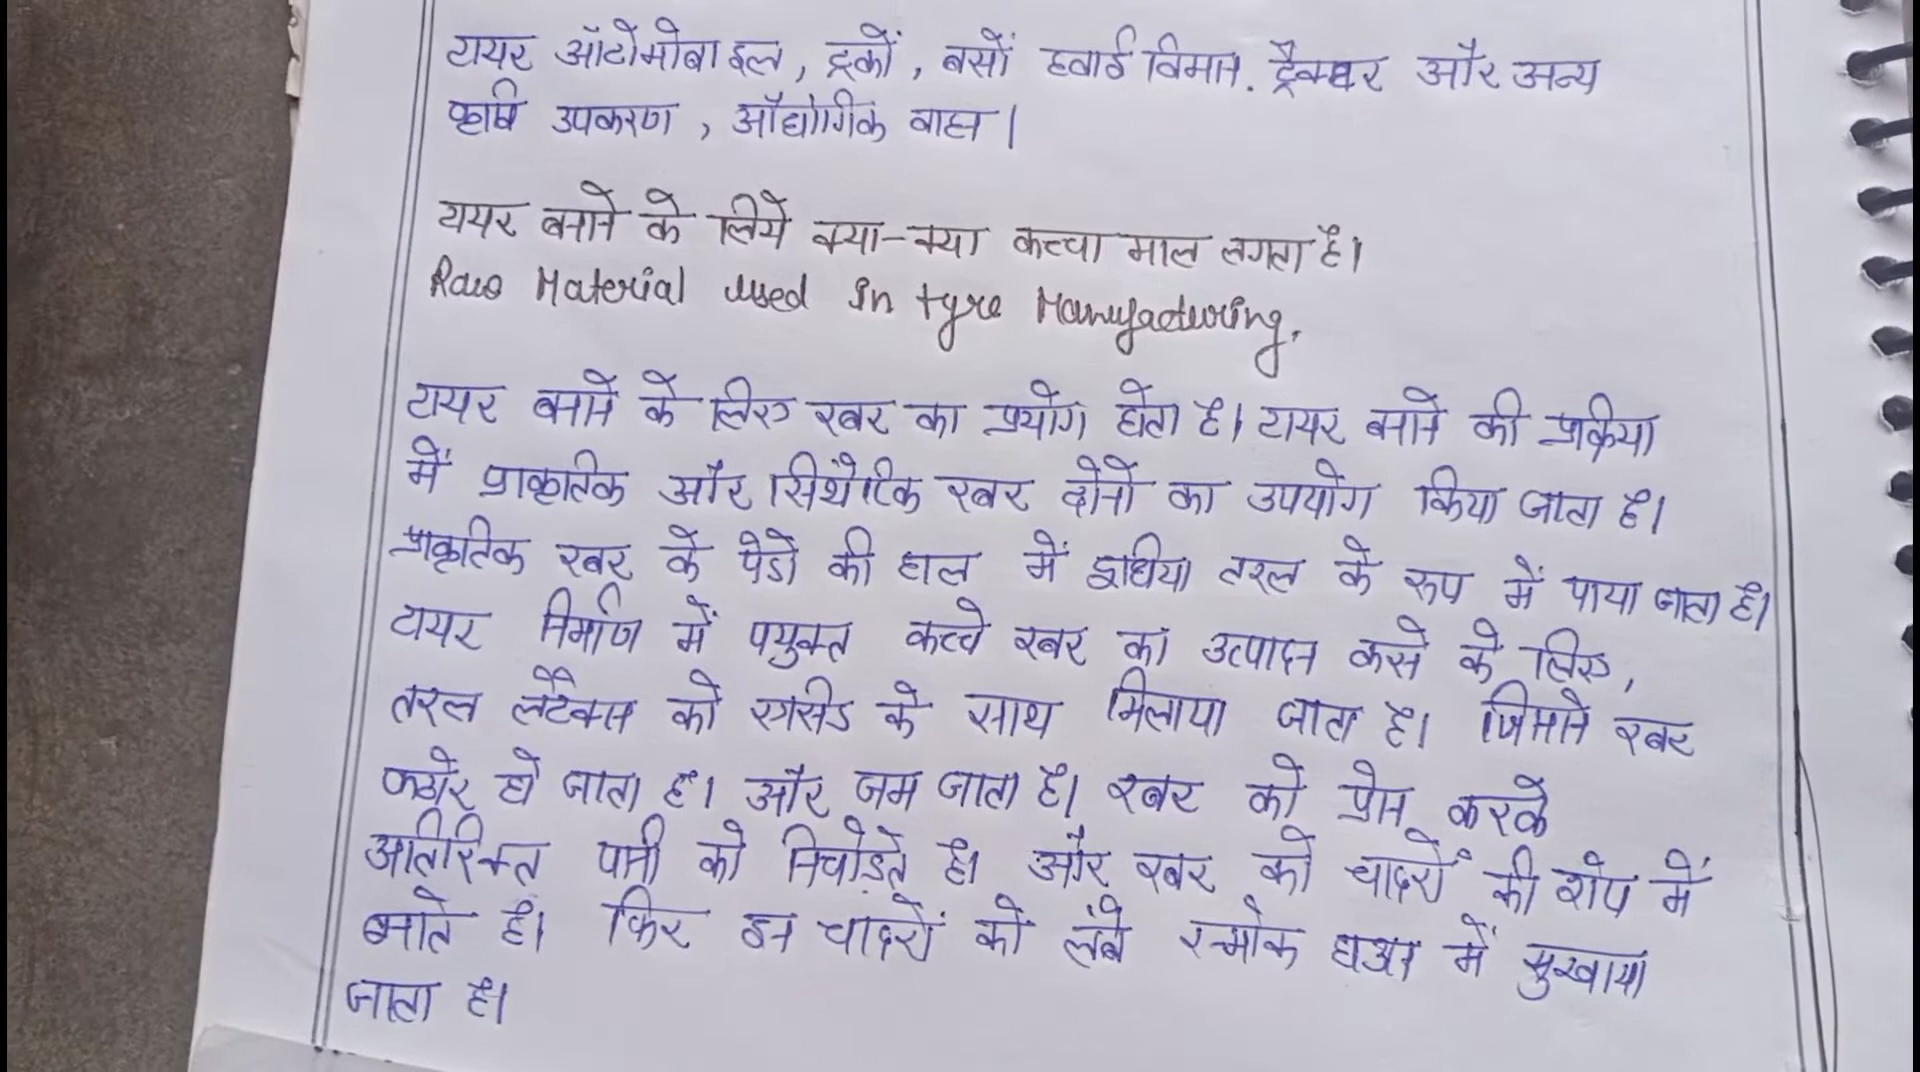 टायर ऑटोमोबाइल, ट्रकों, बसों हवाई विमान. ट्रैक्टर और अन्य
कृषि उपकरण, औद्योगिक वाहन।
टायर बनाने के लिये क्या-क्या कच्चा माल लगता है।
Raw Material used In tyre Manufacturing.
टायर बनाने के लिए रबर का प्रयोग होता है। टायर बनाने की प्रक्रिया
में प्राकृतिक और सिंथैटिक रबर दोनो का उपयोग किया जाता है।
प्राकृतिक रबर के पेडो की छाल में दूधिया तरल के रूप में पाया जाता है।
टायर निर्माण में पयुक्त कच्चे रबर का उत्पादन करने के लिए,
तरल लेटैक्स को एसीड के साथ मिलाया जाता है। जिससे रबर
कठोर हो जाता है। और जम जाता है। रबर को प्रेस करके
अतिरिक्त पानी को निचोड़ते है। और रबर को चादरों की शेप में
बनाते है। फिर इन चादरों को लंबे स्मोक हाउस में सुखाया
जाता है।